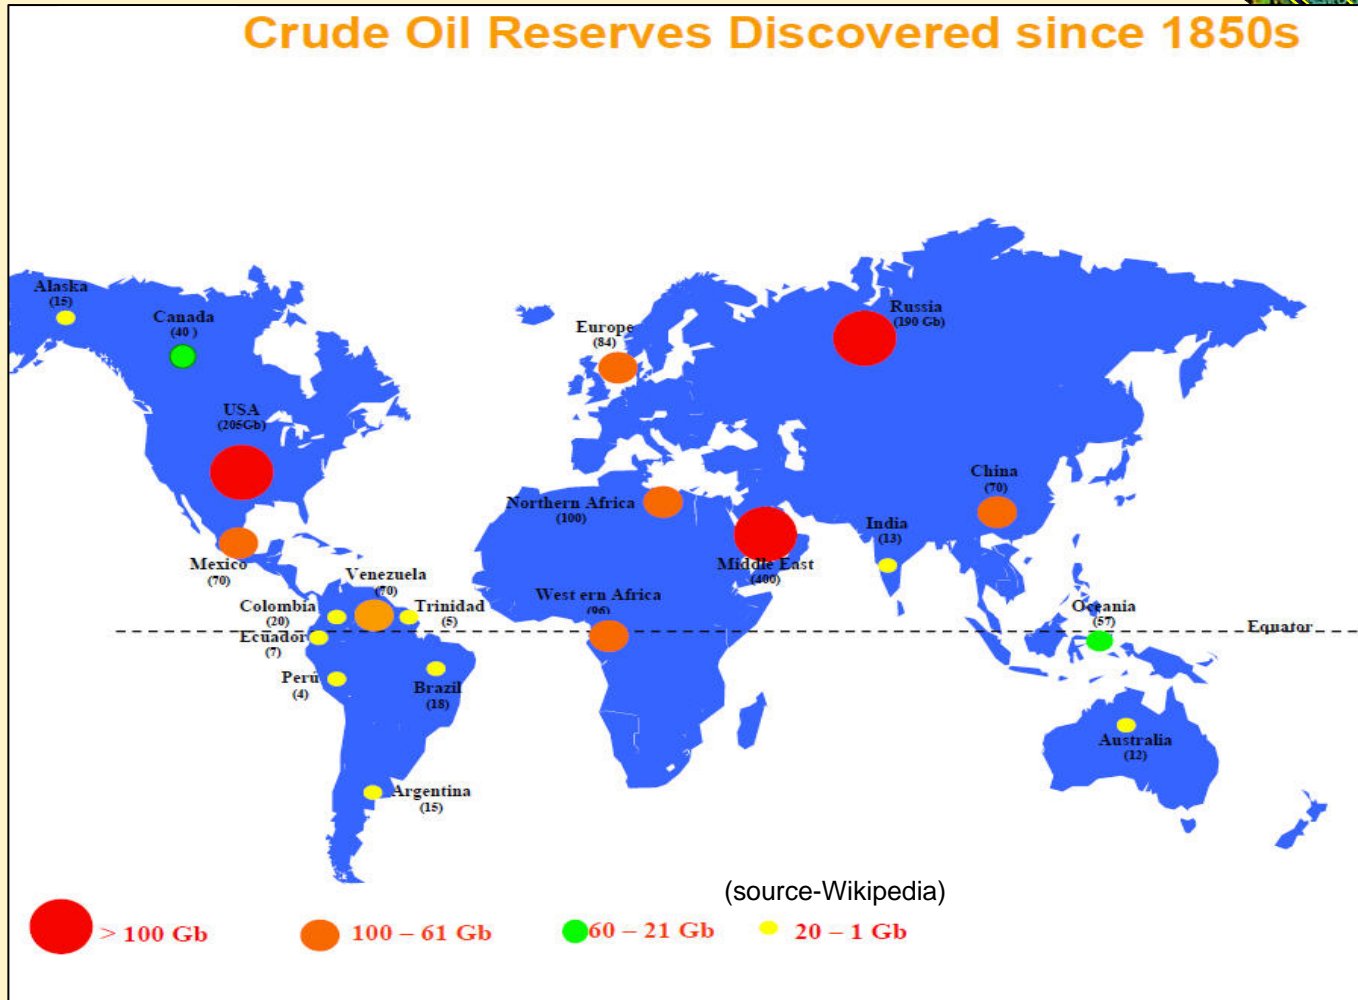 Crude Oil Reserves Discovered since 1850s
Alaska
(15)
Canada
(40 )
USA
(205Gb)
Europe
(84)
Russia
(190 Gb)
Northern Africa
(100)
China
(70)
India
(13)
Mexico
(70)
Middle East
(400)
Venezuela
(70)
West ern Africa
(96)
Colombía
(20)
Trinidad
(5)
Oceania
(57)
Ecuador
(7)
Equator
Perú
(4)
Brazil
(18)
Australia
(12)
Argentina
(15)
(source-Wikipedia)
> 100 Gb
100 – 61 Gb
60 – 21 Gb
20 – 1 Gb